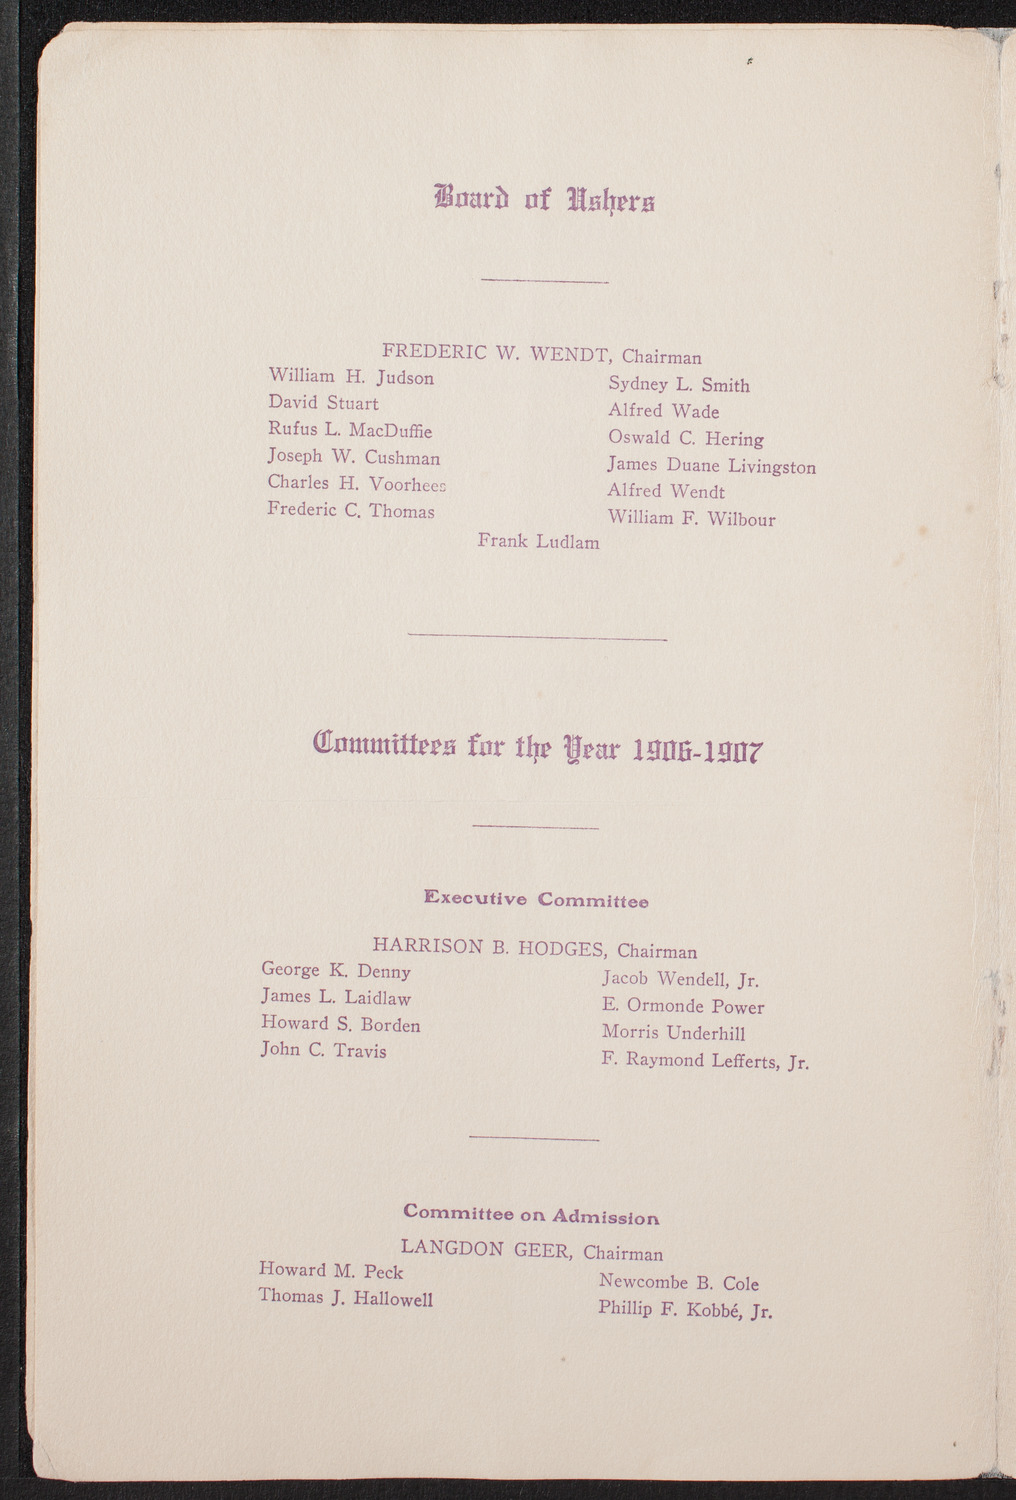 Board of Ushers
FREDERIC W. WENDT, Chairman
William H. Judson
David Stuart
Rufus L. MacDuffie
Joseph W. Cushman
Charles H. Voorhees
Frederic C. Thomas
Sydney L. Smith
Alfred Wade
Oswald C. Hering
James Duane Livingston
Alfred Wendt
William F. Wilbour
Frank Ludlam
Committees for the Year 1906-1907
Executive Committee
HARRISON B. HODGES, Chairman
George K. Denny
James L. Laidlaw
Howard S. Borden
John C. Travis
Jacob Wendell, Jr.
E. Ormonde Power
Morris Underhill
F. Raymond Lefferts, Jr.
Committee on Admission
LANGDON GEER, Chairman
Howard M. Peck
Thomas J. Hallowell
Newcombe B. Cole
Phillip F. Kobbé, Jr.